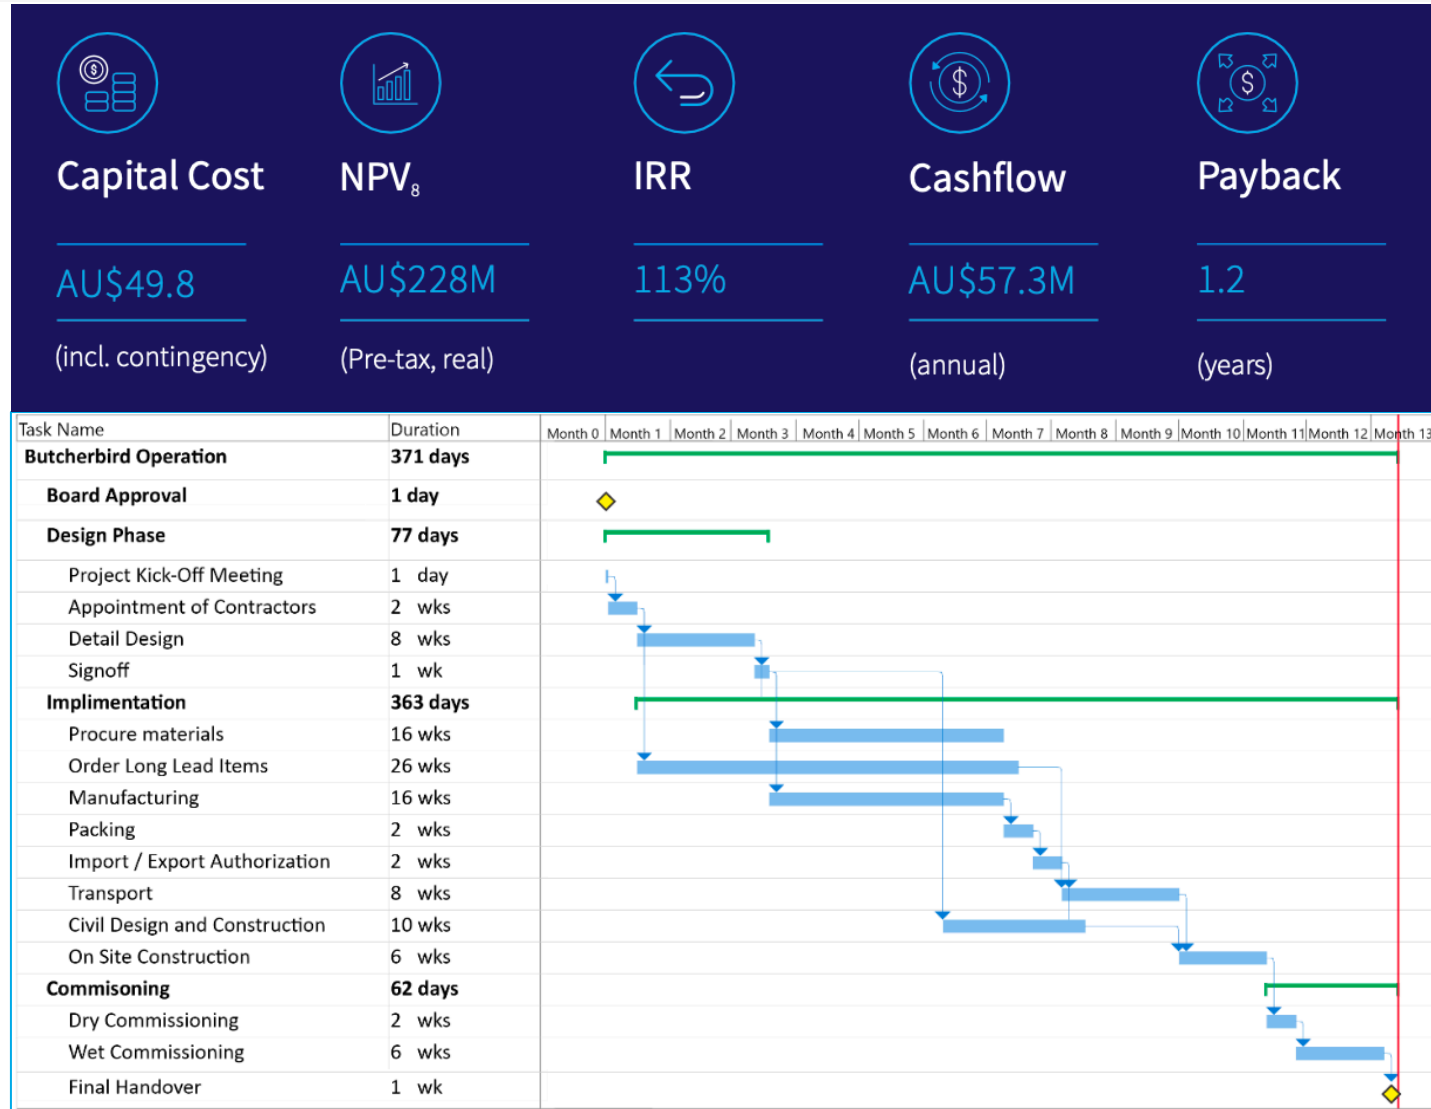 Capital Cost
NPV8
IRR
Cashflow
Payback
AU$49.8
AU$228M
113%
AU$57.3M
1.2
(incl. contingency)
(Pre-tax, real)
(annual)
(years)
Task Name Duration Month 0 Month 1 Month 2 Month 3 Month 4 Month 5 Month 6 Month 7 Month 8 Month 9 Month 10 Month 11 Month 12 Month 13
Butcherbird Operation 371 days
Board Approval 1 day
Design Phase 77 days
Project Kick-Off Meeting 1 day
Appointment of Contractors 2 wks
Detail Design 8 wks
Signoff 1 wk
Implimentation 363 days
Procure materials 16 wks
Order Long Lead Items 26 wks
Manufacturing 16 wks
Packing 2 wks
Import / Export Authorization 2 wks
Transport 8 wks
Civil Design and Construction 10 wks
On Site Construction 6 wks
Commisoning 62 days
Dry Commissioning 2 wks
Wet Commissioning 6 wks
Final Handover 1 wk